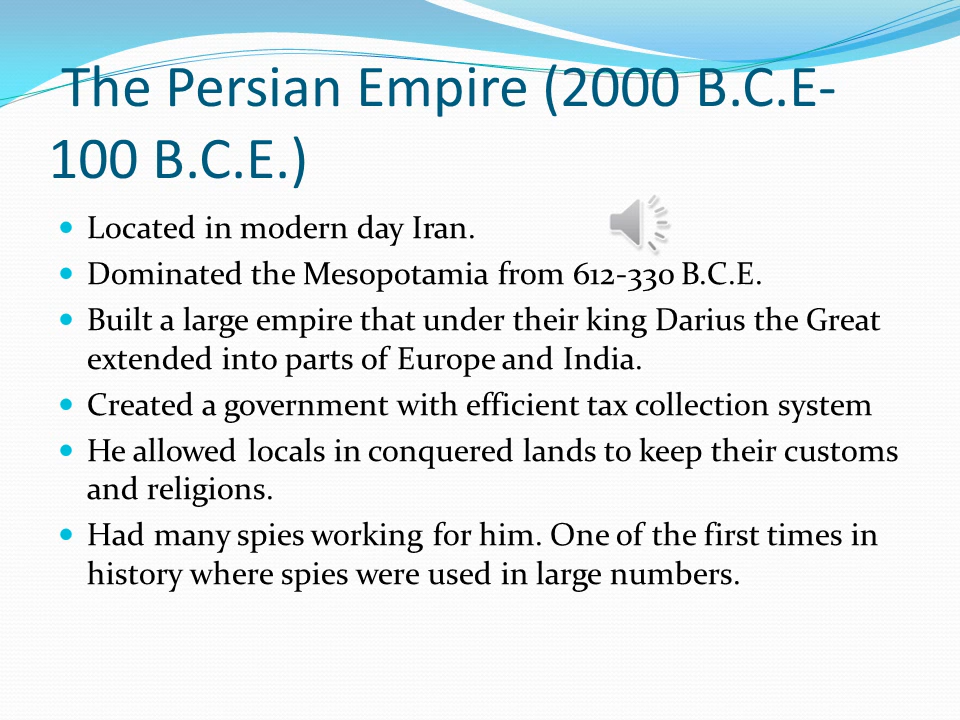 The Persian Empire (2000 B.C.E-
100 B.C.E.)
• Located in modern day Iran.
• Dominated the Mesopotamia from 612-330 B.C.E.
• Built a large empire that under their king Darius the Great
extended into parts of Europe and India.
• Created a government with efficient tax collection system
• He allowed locals in conquered lands to keep their customs
and religions.
• Had many spies working for him. One of the first times in
history where spies were used in large numbers.